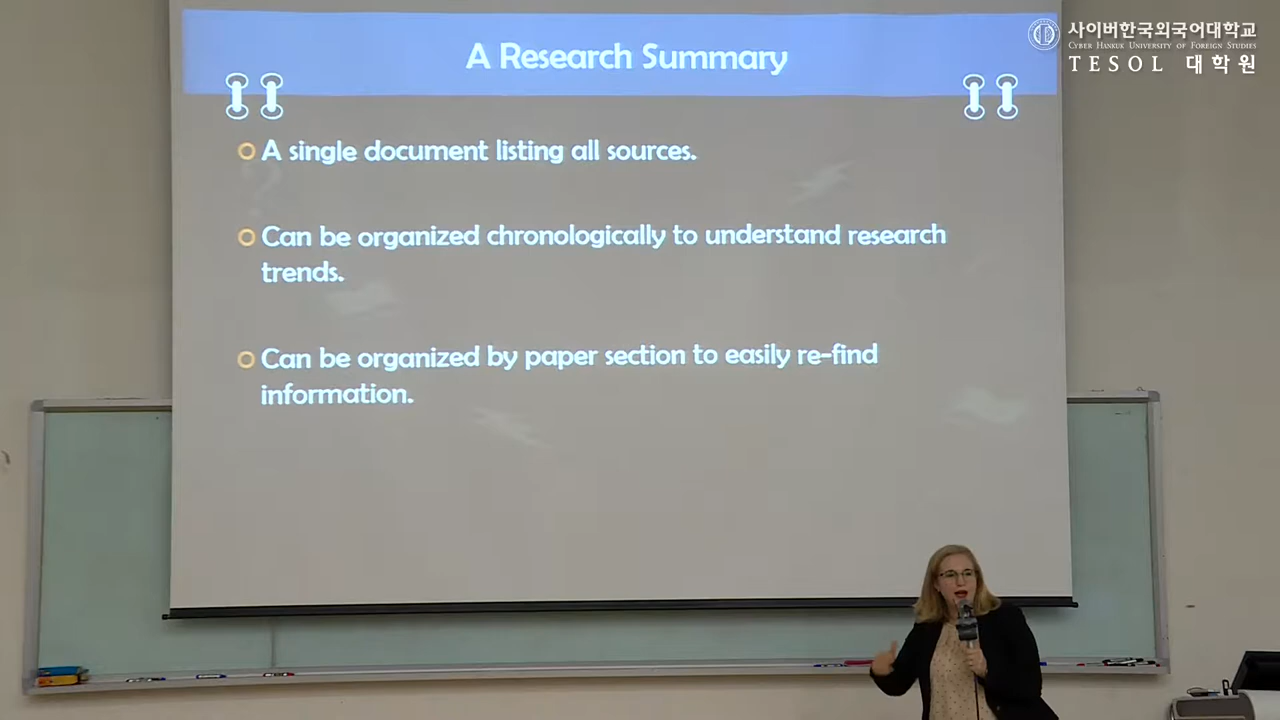 A Research Summary
사이버한국외국어대학교
CYBER HANKUK UNIVERSITY OF FOREIGN STUDIES
TESOL 대학원
A single document listing all sources.
Can be organized chronologically to understand research
trends.
Can be organized by paper section to easily re-find
information.